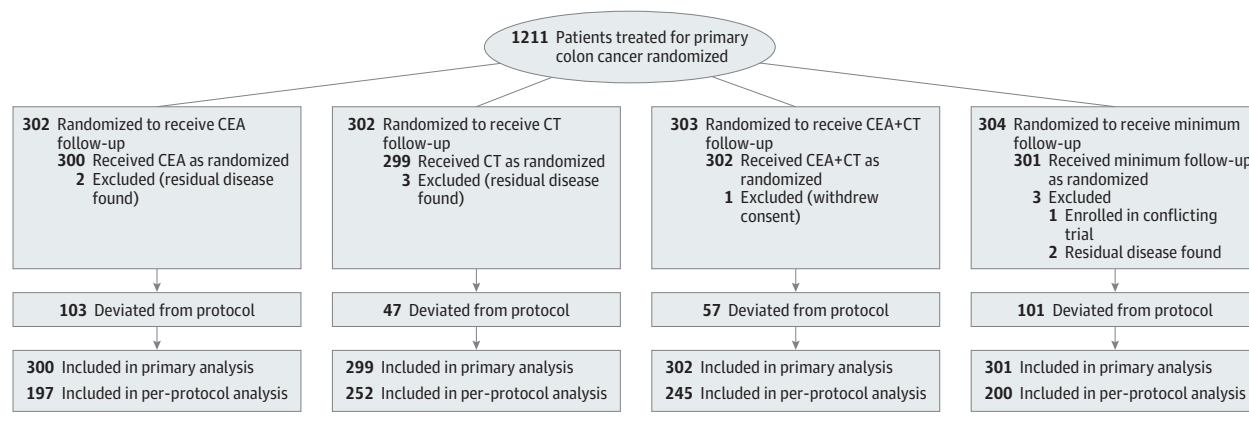 1211 Patients treated for primary
colon cancer randomized
302 Randomized to receive CEA
follow-up
300 Received CEA as randomized
2 Excluded (residual disease
found)
302 Randomized to receive CT
follow-up
299 Received CT as randomized
3 Excluded (residual disease
found)
303 Randomized to receive CEA+CT
follow-up
302 Received CEA+CT as
randomized
1 Excluded (withdrew
consent)
304 Randomized to receive minimum
follow-up
301 Received minimum follow-up
as randomized
3 Excluded
1 Enrolled in conflicting
trial
2 Residual disease found
103 Deviated from protocol
47 Deviated from protocol
57 Deviated from protocol
101 Deviated from protocol
300 Included in primary analysis
197 Included in per-protocol analysis
299 Included in primary analysis
252 Included in per-protocol analysis
302 Included in primary analysis
245 Included in per-protocol analysis
301 Included in primary analysis
200 Included in per-protocol analysis